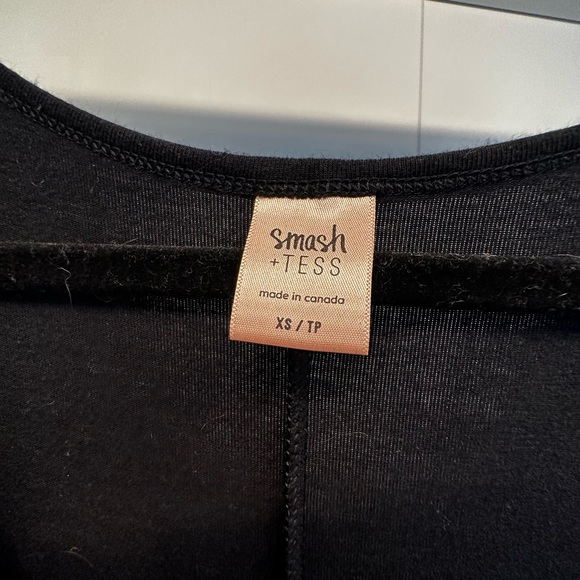 smash
+TESS
made in canada
XS / TP